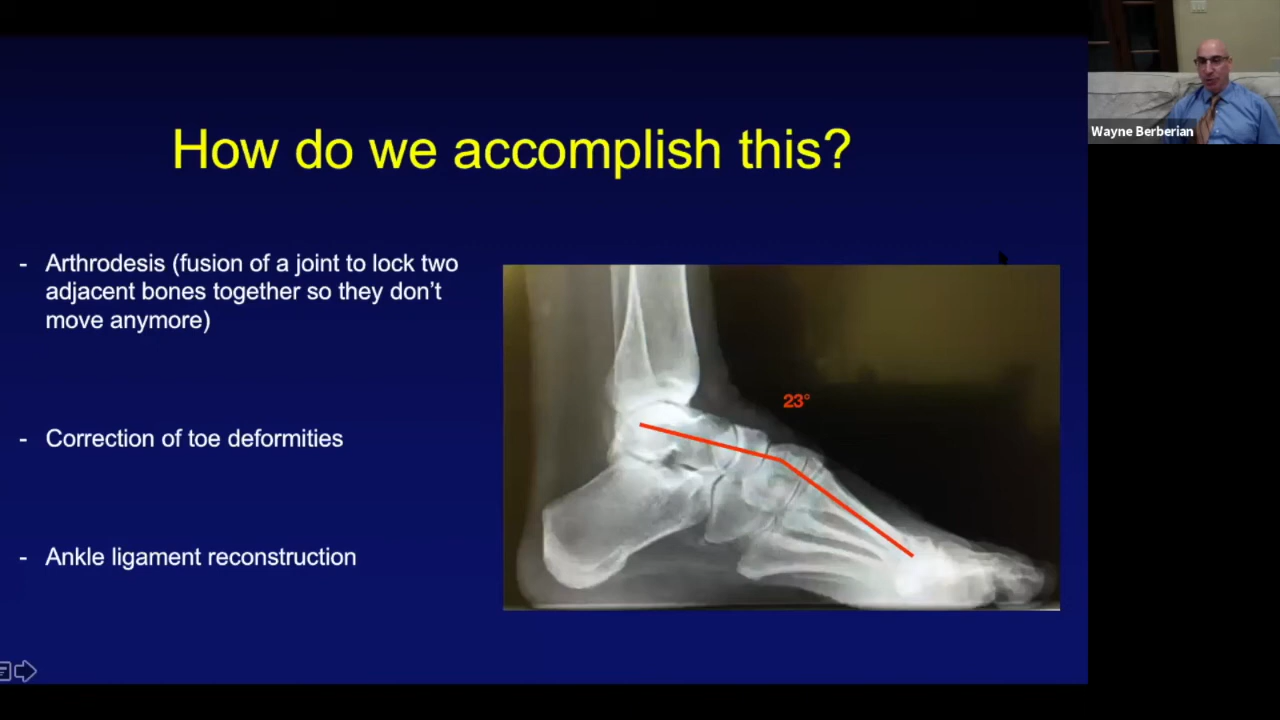 How do we accomplish this?
Wayne Berberian
- Arthrodesis (fusion of a joint to lock two
adjacent bones together so they don't
move anymore)
23°
- Correction of toe deformities
- Ankle ligament reconstruction